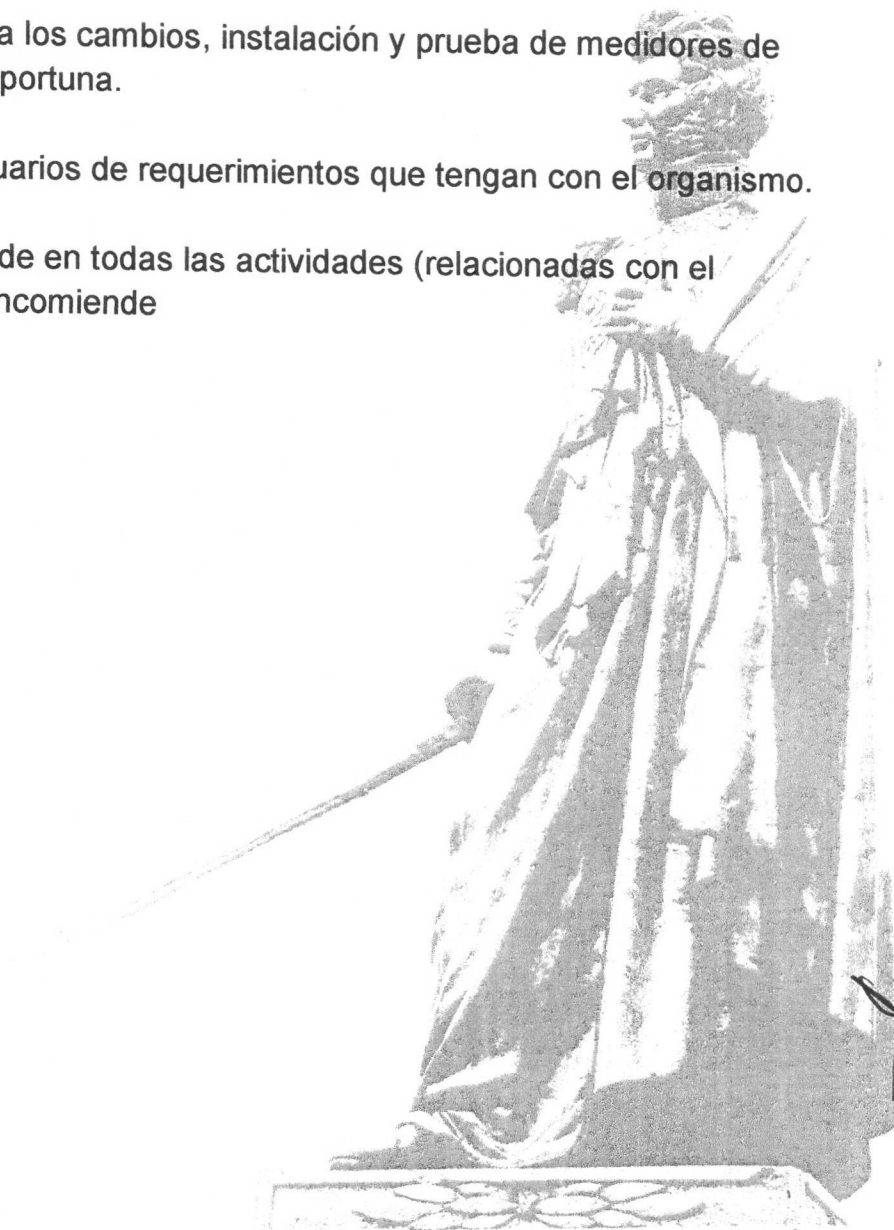 a los cambios, instalación y prueba de medidores de
portuna.
uarios de requerimientos que tengan con el organismo.
de en todas las actividades (relacionadas con el
ncomiende